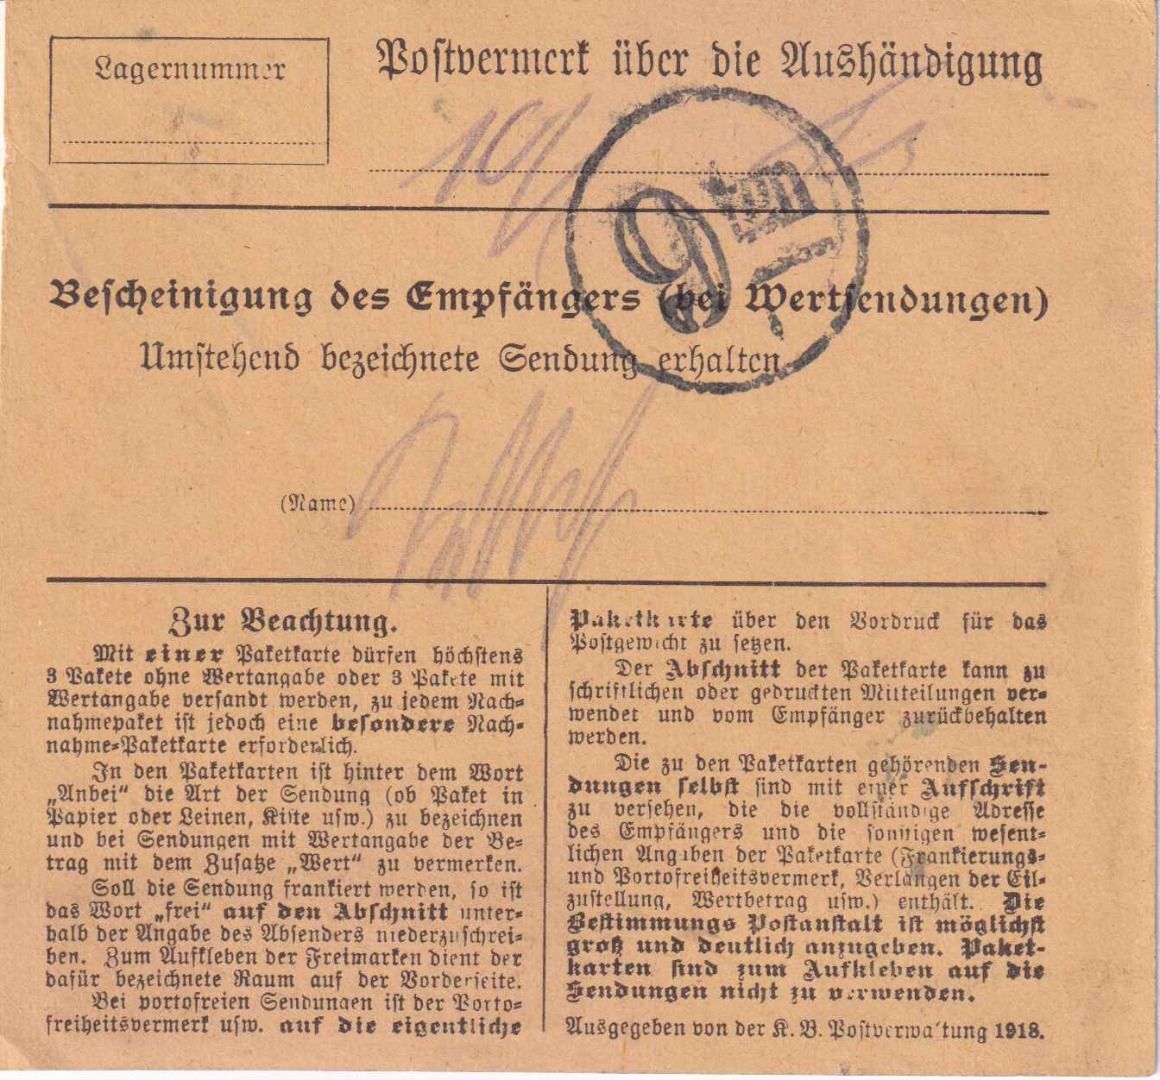 Lagernummer
Postvermerk über die Aushändigung
9 Vm
Bescheinigung des Empfängers (bei Wertsendungen)
Umstehend bezeichnete Sendung erhalten
(Name)
Zur Beachtung.
Mit einer Paketkarte dürfen höchstens
3 Pakete ohne Wertangabe oder 3 Pakete mit
Wertangabe versandt werden, zu jedem Nach-
nahmepaket ist jedoch eine besondere Nach-
nahme-Paketkarte erforderlich.
In den Paketkarten ist hinter dem Wort
„Anbei“ die Art der Sendung (ob Paket in
Papier oder Leinen, Kiste usw.) zu bezeichnen
und bei Sendungen mit Wertangabe der Be-
trag mit dem Zusatze „Wert“ zu vermerken.
Soll die Sendung frankiert werden, so ist
das Wort „frei“ auf den Abschnitt unter-
halb der Angabe des Absenders niederzuschrei-
ben. Zum Aufkleben der Freimarken dient der
dafür bezeichnete Raum auf der Vorderseite.
Bei portofreien Sendungen ist der Porto-
freiheitsvermerk usw. auf die eigentliche
Paketkarte über den Vordruck für das
Postgewicht zu setzen.
Der Abschnitt der Paketkarte kann zu
schriftlichen oder gedruckten Mitteilungen ver-
wendet und vom Empfänger zurückbehalten
werden.
Die zu den Paketkarten gehörenden Sen-
dungen selbst sind mit einer Aufschrift
zu versehen, die die vollständige Adresse
des Empfängers und die sonstigen wesent-
lichen Angaben der Paketkarte (Frankierungs-
und Portofreiheitsvermerk, Verlangen der Eil-
zustellung, Wertbetrag usw.) enthält. Die
Bestimmungs Postanstalt ist möglichst
groß und deutlich anzugeben. Paket-
karten sind zum Aufkleben auf die
Sendungen nicht zu verwenden.
Ausgegeben von der K. B. Postverwaltung 1918.